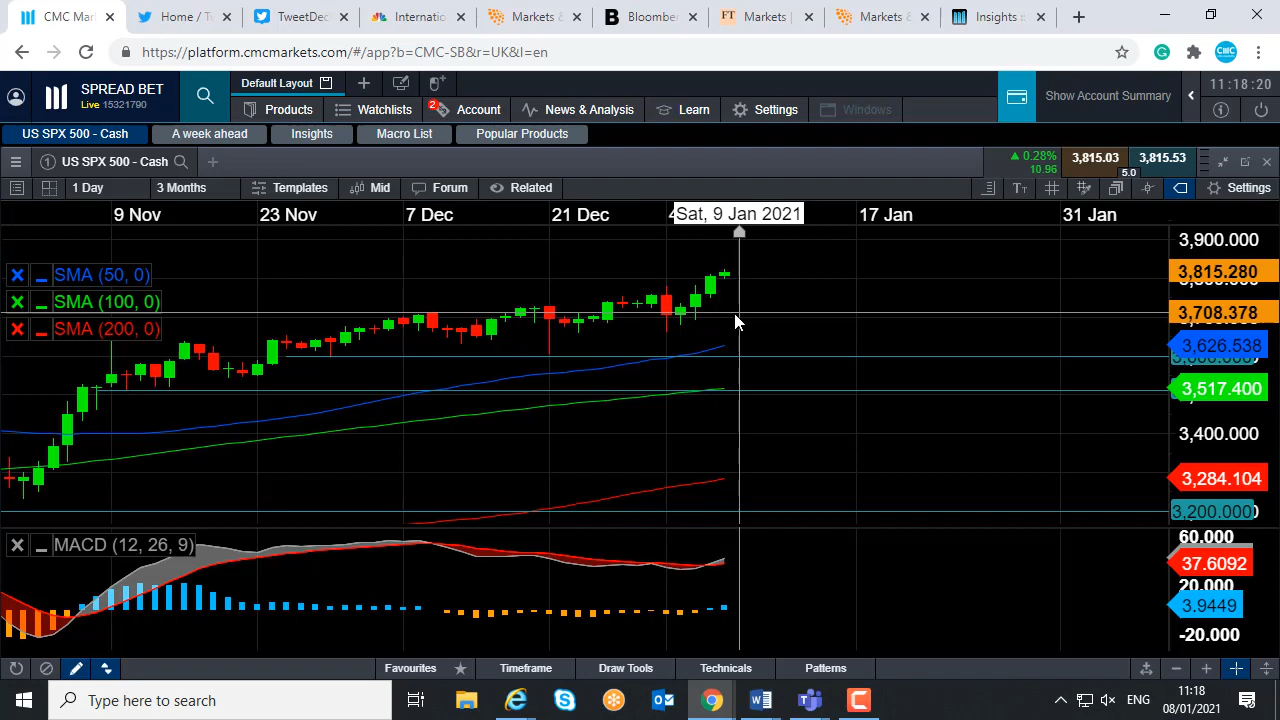 CMC Mar
Home / Tw
TweetDec
Internatio
Markets &
Bloomber
FT Markets |
Markets &
Insights n
https://platform.cmcmarkets.com/#/app?b=CMC-SB&r=UK&l=en
SPREAD BET
Live 15321790
Default Layout
Products
Watchlists
2 Account
News & Analysis
Learn
Settings
Windows
Show Account Summary
11:18:20
US SPX 500 - Cash
A week ahead
Insights
Macro List
Popular Products
1 US SPX 500 - Cash
0.28%
10.96
3,815.03
3,815.53
5.0
1 Day
3 Months
Templates
Mid
Forum
Related
Settings
9 Nov
23 Nov
7 Dec
21 Dec
Sat, 9 Jan 2021
17 Jan
31 Jan
SMA (50, 0)
SMA (100, 0)
SMA (200, 0)
3,900.000
3,815.280
3,708.378
3,626.538
3,517.400
3,400.000
3,284.104
3,200.000
MACD (12, 26, 9)
60.000
37.6092
20.000
3.9449
-20.000
Favourites
Timeframe
Draw Tools
Technicals
Patterns
Type here to search
ENG
11:18
08/01/2021